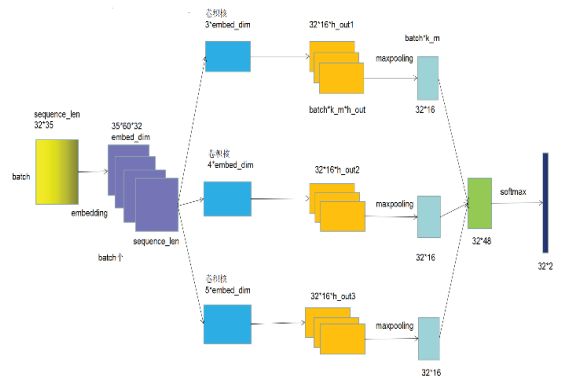 卷积核
3*embed_dim
32*16*h_out1
batch*k_m
maxpooling
batch*k_m*h_out
32*16
sequence_len
32*35
35*60*32
embed_dim
batch
embedding
sequence_len
batch个
卷积核
4*embed_dim
32*16*h_out2
maxpooling
32*16
softmax
32*48
32*2
卷积核
5*embed_dim
32*16*h_out3
maxpooling
32*16